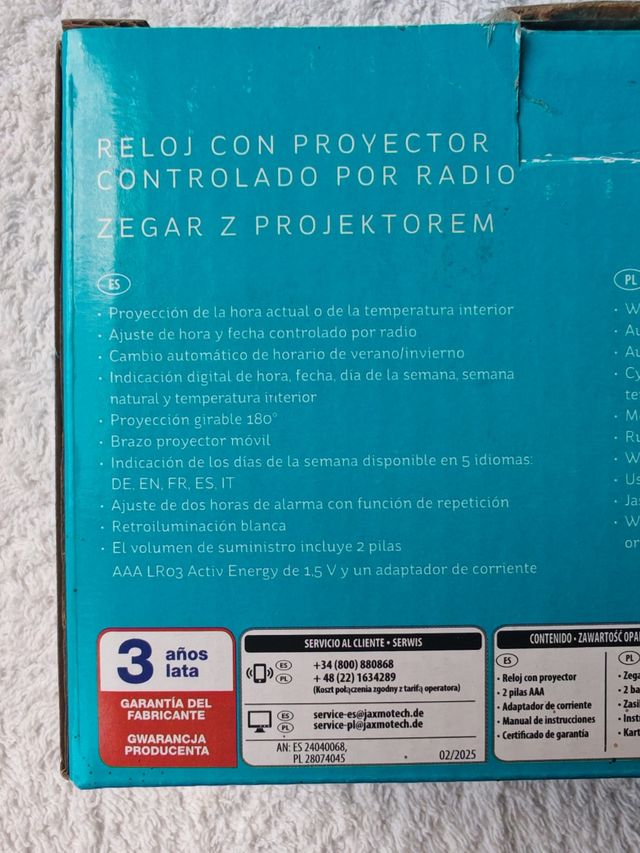 RELOJ CON PROYECTOR
CONTROLADO POR RADIO
ZEGAR Z PROJEKTOREM
ES
· Proyección de la hora actual o de la temperatura interior
· Ajuste de hora y fecha controlado por radio
· Cambio automático de horario de verano/invierno
· Indicación digital de hora, fecha, día de la semana, semana
natural y temperatura interior
· Proyección girable 180°
· Brazo proyector móvil
· Indicación de los días de la semana disponible en 5 idiomas:
DE, EN, FR, ES, IT
· Ajuste de dos horas de alarma con función de repetición
· Retroiluminación blanca
· El volumen de suministro incluye 2 pilas
AAA LR03 Activ Energy de 1,5 V y un adaptador de corriente
PL
3 años
lata
GARANTÍA DEL
FABRICANTE
GWARANCJA
PRODUCENTA
SERVICIO AL CLIENTE · SERWIS
ES +34 (800) 880868
PL + 48 (22) 1634289
(Koszt połączenia zgodny z taryfą operatora)
ES service-es@jaxmotech.de
PL service-pl@jaxmotech.de
AN: ES 24040068,
PL 28074045
02/2025
CONTENIDO · ZAWARTOŚĆ
ES
· Reloj con proyector
· 2 pilas AAA
· Adaptador de corriente
· Manual de instrucciones
· Certificado de garantía
PL